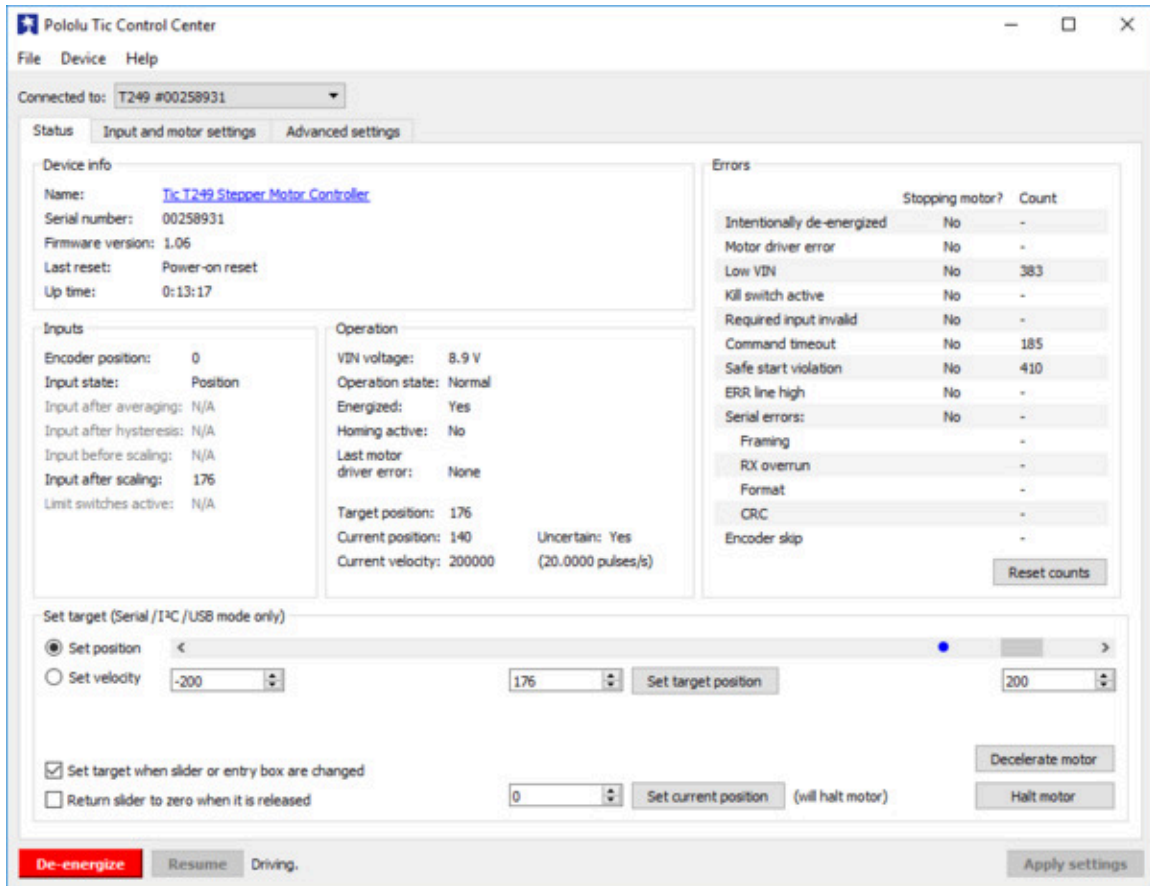 Pololu Tic Control Center
File Device Help
Connected to: T249 #00258931
Status Input and motor settings Advanced settings
Device info
Name: Tic T249 Stepper Motor Controller
Serial number: 00258931
Firmware version: 1.06
Last reset: Power-on reset
Up time: 0:13:17
Inputs
Encoder position: 0
Input state: Position
Input after averaging: N/A
Input after hysteresis: N/A
Input before scaling: N/A
Input after scaling: 176
Limit switches active: N/A
Operation
VIN voltage: 8.9 V
Operation state: Normal
Energized: Yes
Homing active: No
Last motor
driver error: None
Target position: 176
Current position: 140 Uncertain: Yes
Current velocity: 200000 (20.0000 pulses/s)
Errors
Stopping motor? Count
Intentionally de-energized No -
Motor driver error No -
Low VIN No 383
Kill switch active No -
Required input invalid No -
Command timeout No 185
Safe start violation No 410
ERR line high No -
Serial errors: No -
Framing -
RX overrun -
Format -
CRC -
Encoder skip -
Reset counts
Set target (Serial /I²C /USB mode only)
Set position
Set velocity -200 176 Set target position 200
Decelerate motor
Set target when slider or entry box are changed
Return slider to zero when it is released 0 Set current position (will halt motor) Halt motor
De-energize Resume Driving. Apply settings